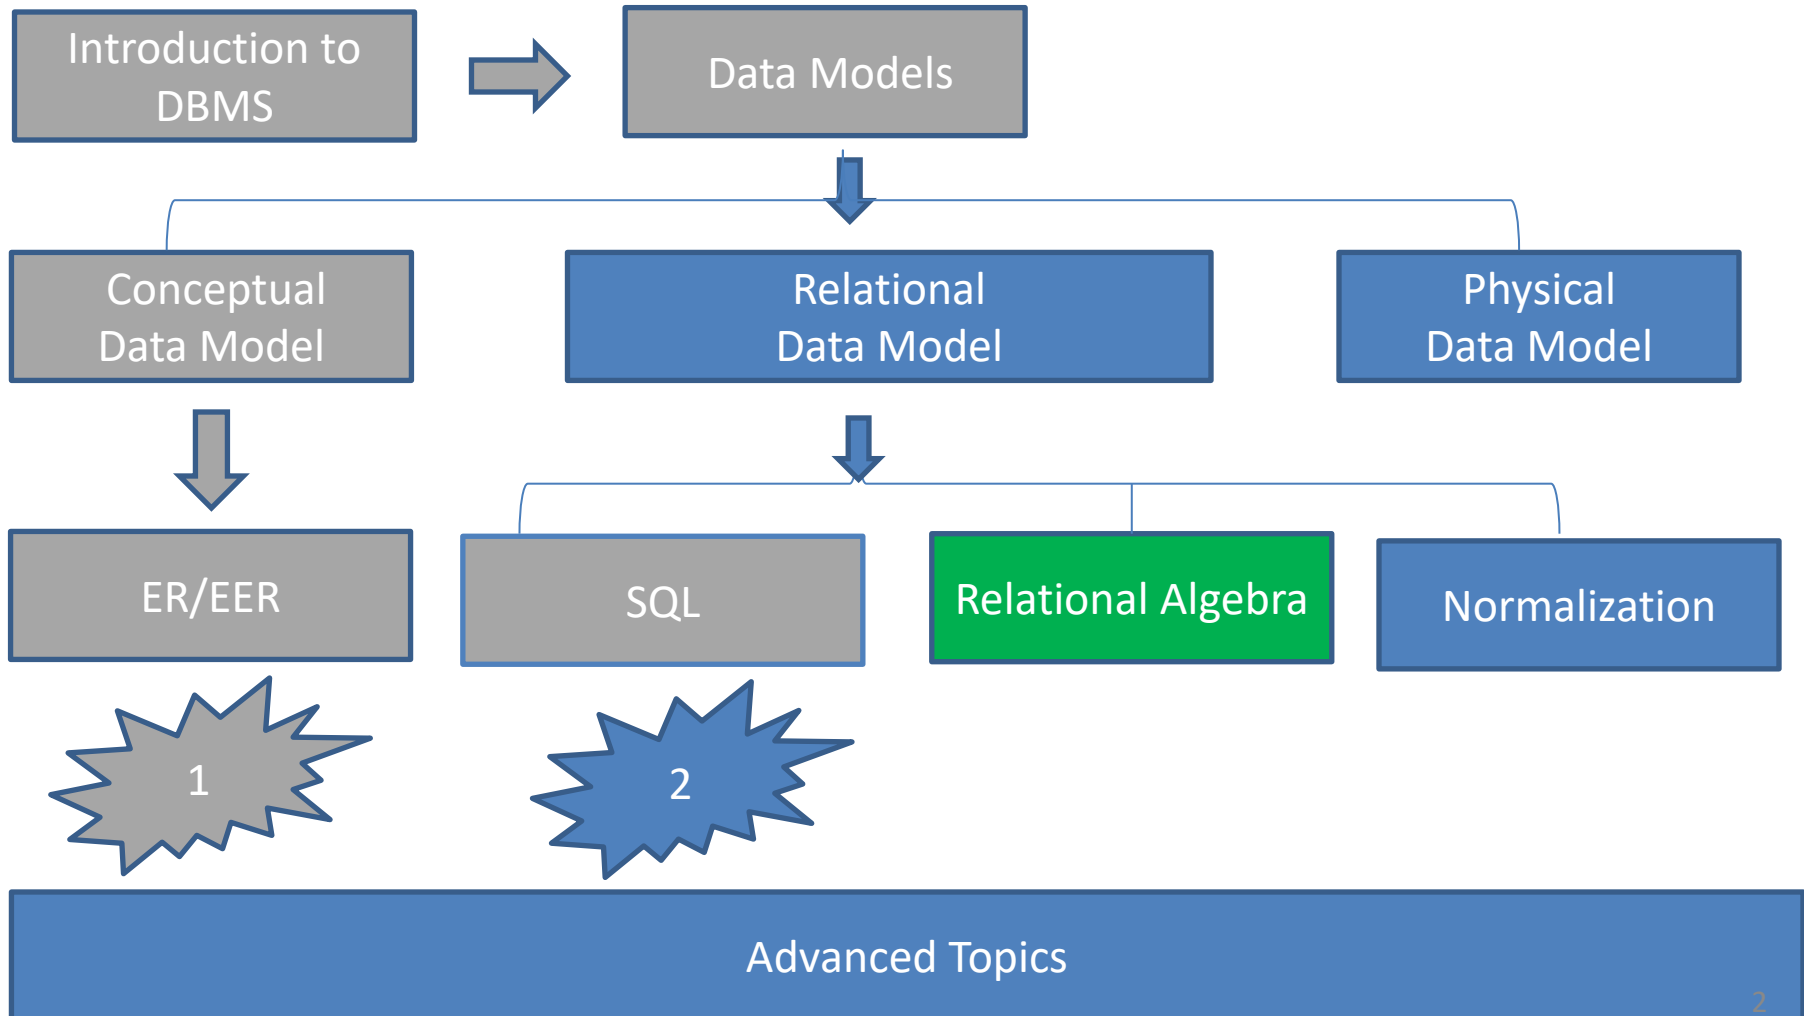 Introduction to
DBMS
Data Models
Conceptual
Data Model
Relational
Data Model
Physical
Data Model
ER/EER
SQL
Relational Algebra
Normalization
1
2
Advanced Topics
2